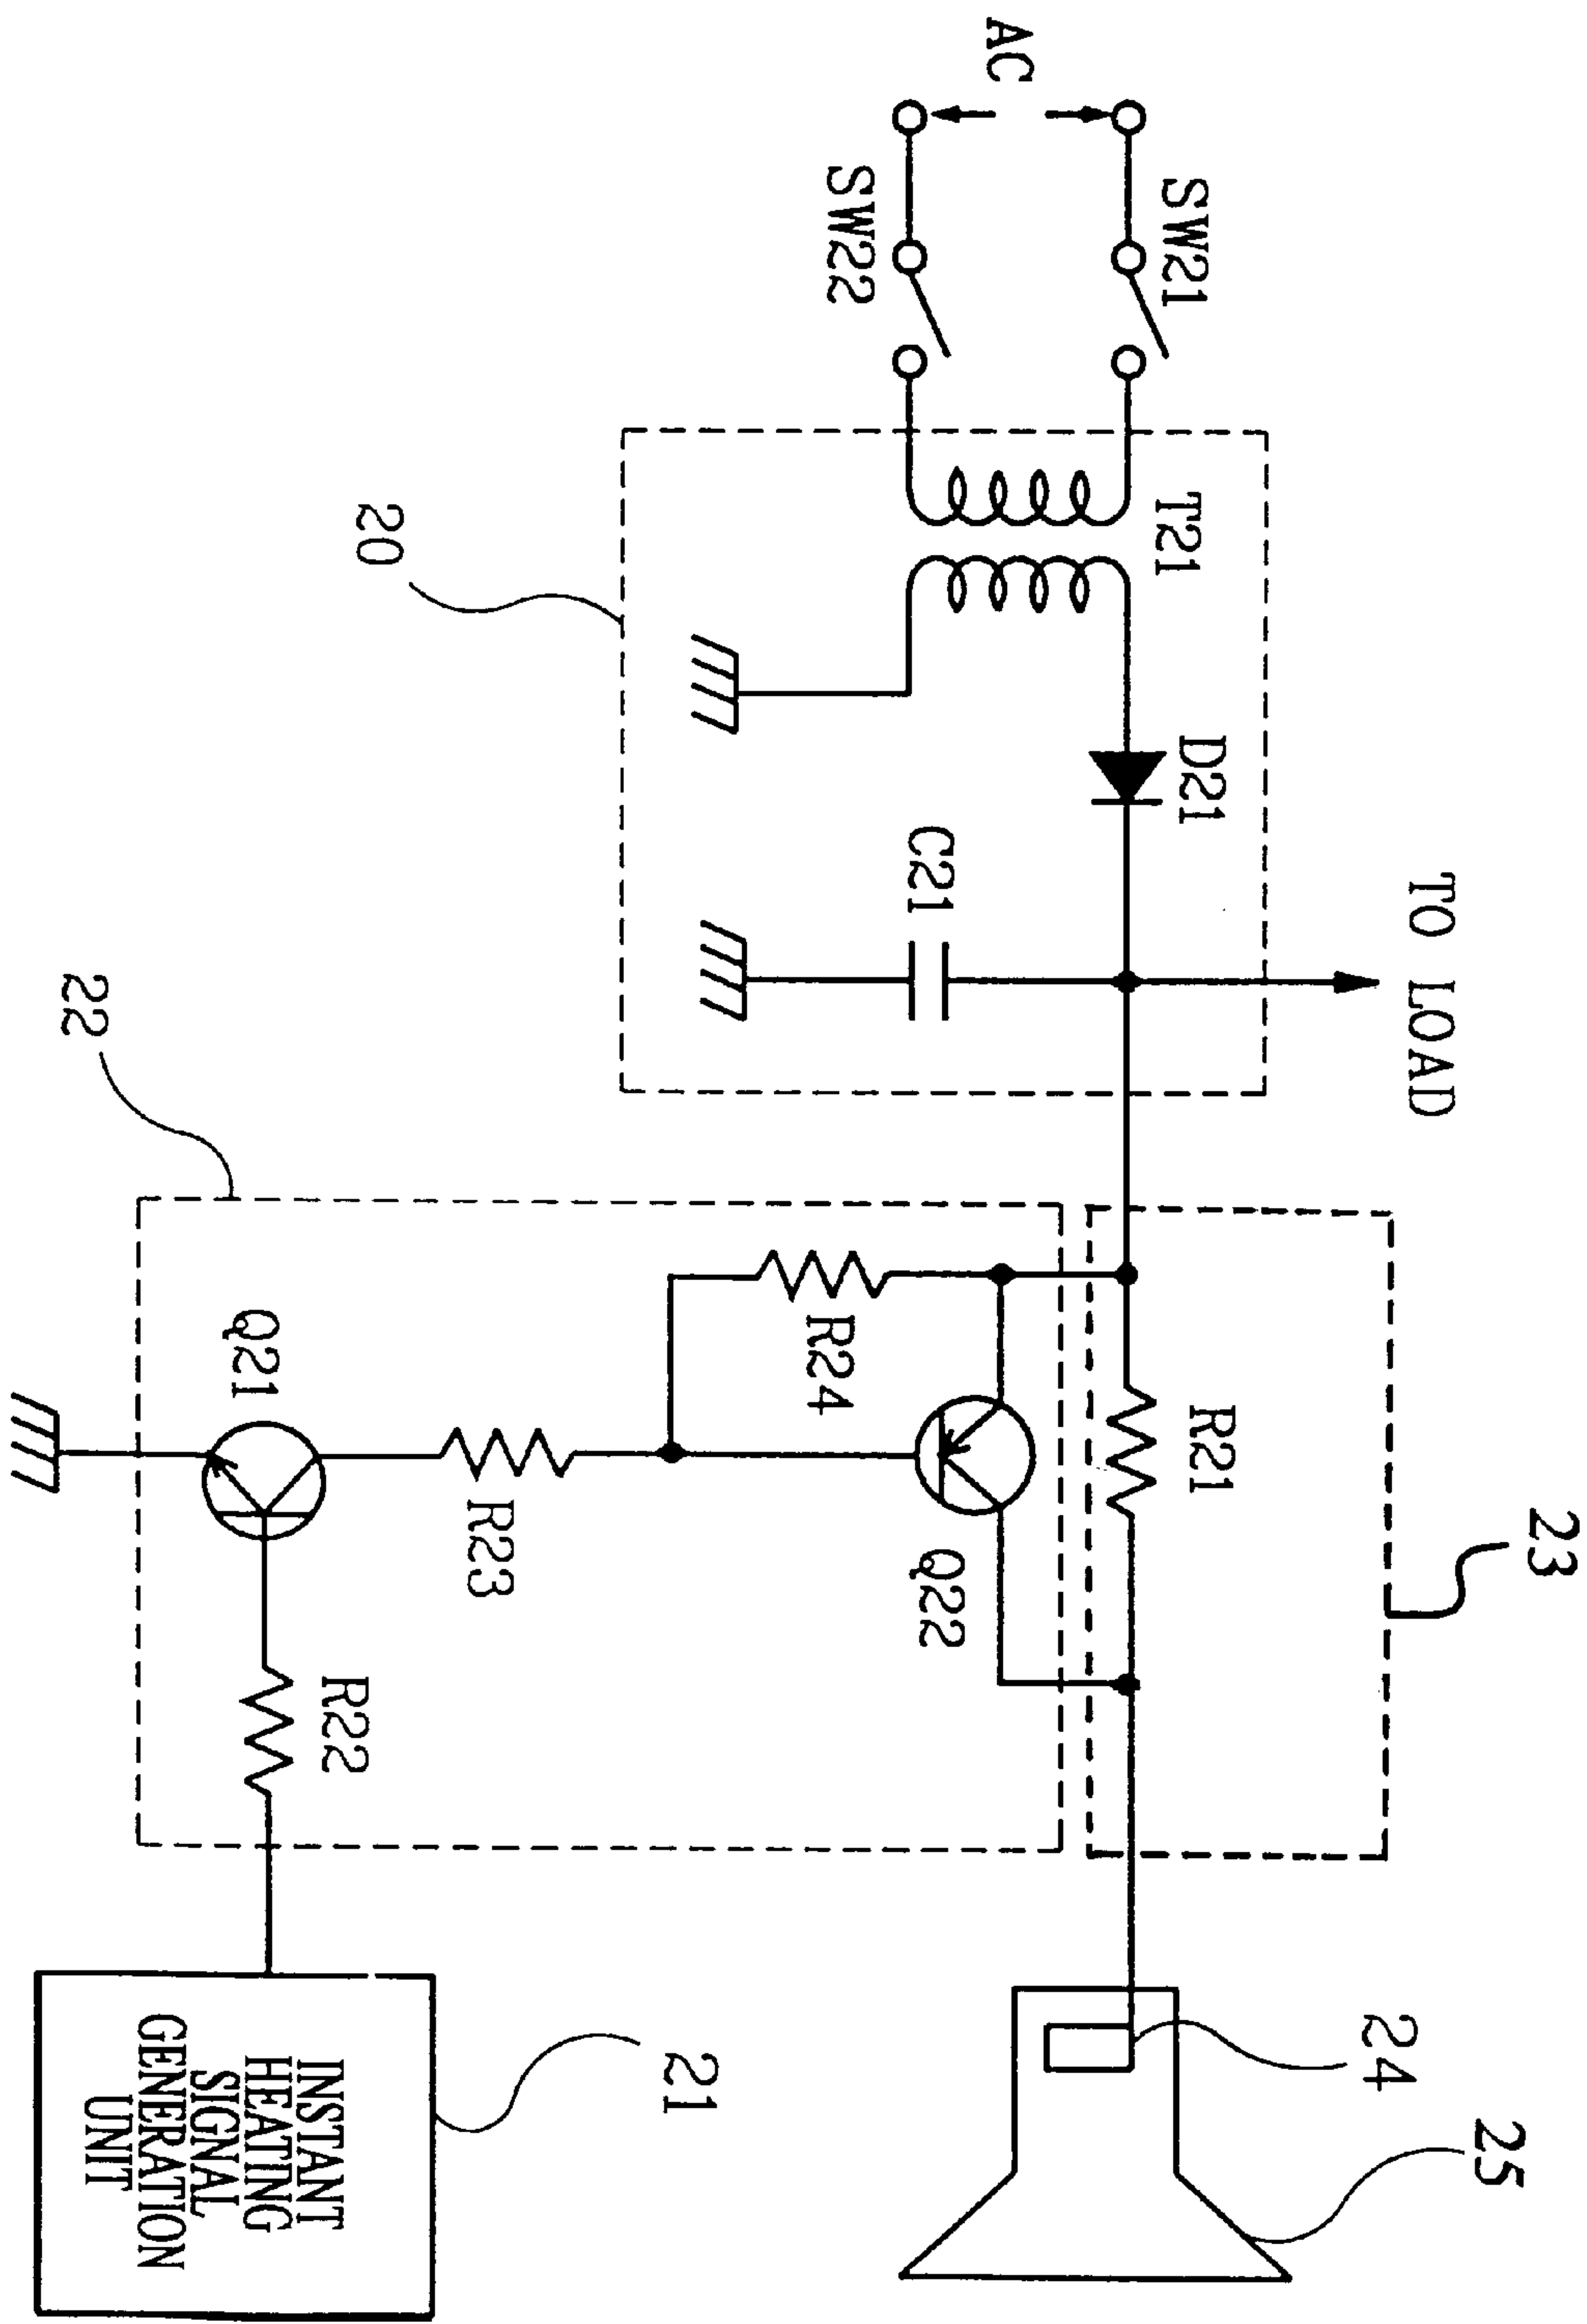 AC
SW21
SW22
T21
20
D21
C21
TO LOAD
22
23
R21
R24
Q22
Q21
R23
R22
24
25
21
INSTANT
HEATING
SIGNAL
GENERATION
UNIT